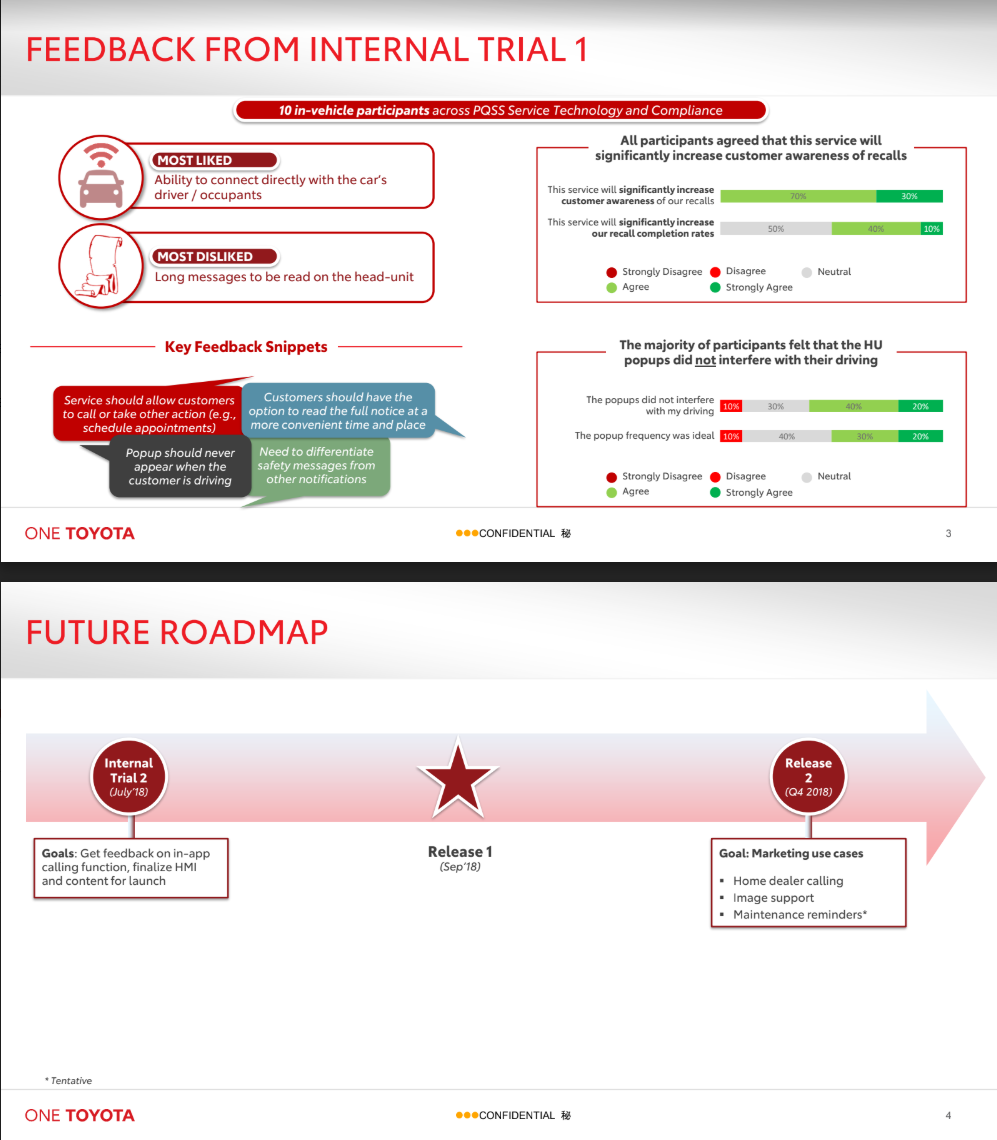 FEEDBACK FROM INTERNAL TRIAL 1
10 in-vehicle participants across PQSS Service Technology and Compliance
MOST LIKED
Ability to connect directly with the car's
driver / occupants
MOST DISLIKED
Long messages to be read on the head-unit
Key Feedback Snippets
Service should allow customers
to call or take other action (e.g.,
schedule appointments)
Customers should have the
option to read the full notice at a
more convenient time and place
Popup should never
appear when the
customer is driving
Need to differentiate
safety messages from
other notifications
All participants agreed that this service will
significantly increase customer awareness of recalls
This service will significantly increase
customer awareness of our recalls
70% 30%
This service will significantly increase
our recall completion rates
50% 40% 10%
Strongly Disagree Disagree Neutral
Agree Strongly Agree
The majority of participants felt that the HU
popups did not interfere with their driving
The popups did not interfere
with my driving
10% 30% 40% 20%
The popup frequency was ideal
10% 40% 30% 20%
Strongly Disagree Disagree Neutral
Agree Strongly Agree
ONE TOYOTA
CONFIDENTIAL 秘
3
FUTURE ROADMAP
Internal
Trial 2
(July'18)
Goals: Get feedback on in-app
calling function, finalize HMI
and content for launch
Release 1
(Sep'18)
Release
2
(Q4 2018)
Goal: Marketing use cases
▪ Home dealer calling
▪ Image support
▪ Maintenance reminders*
* Tentative
ONE TOYOTA
CONFIDENTIAL 秘
4